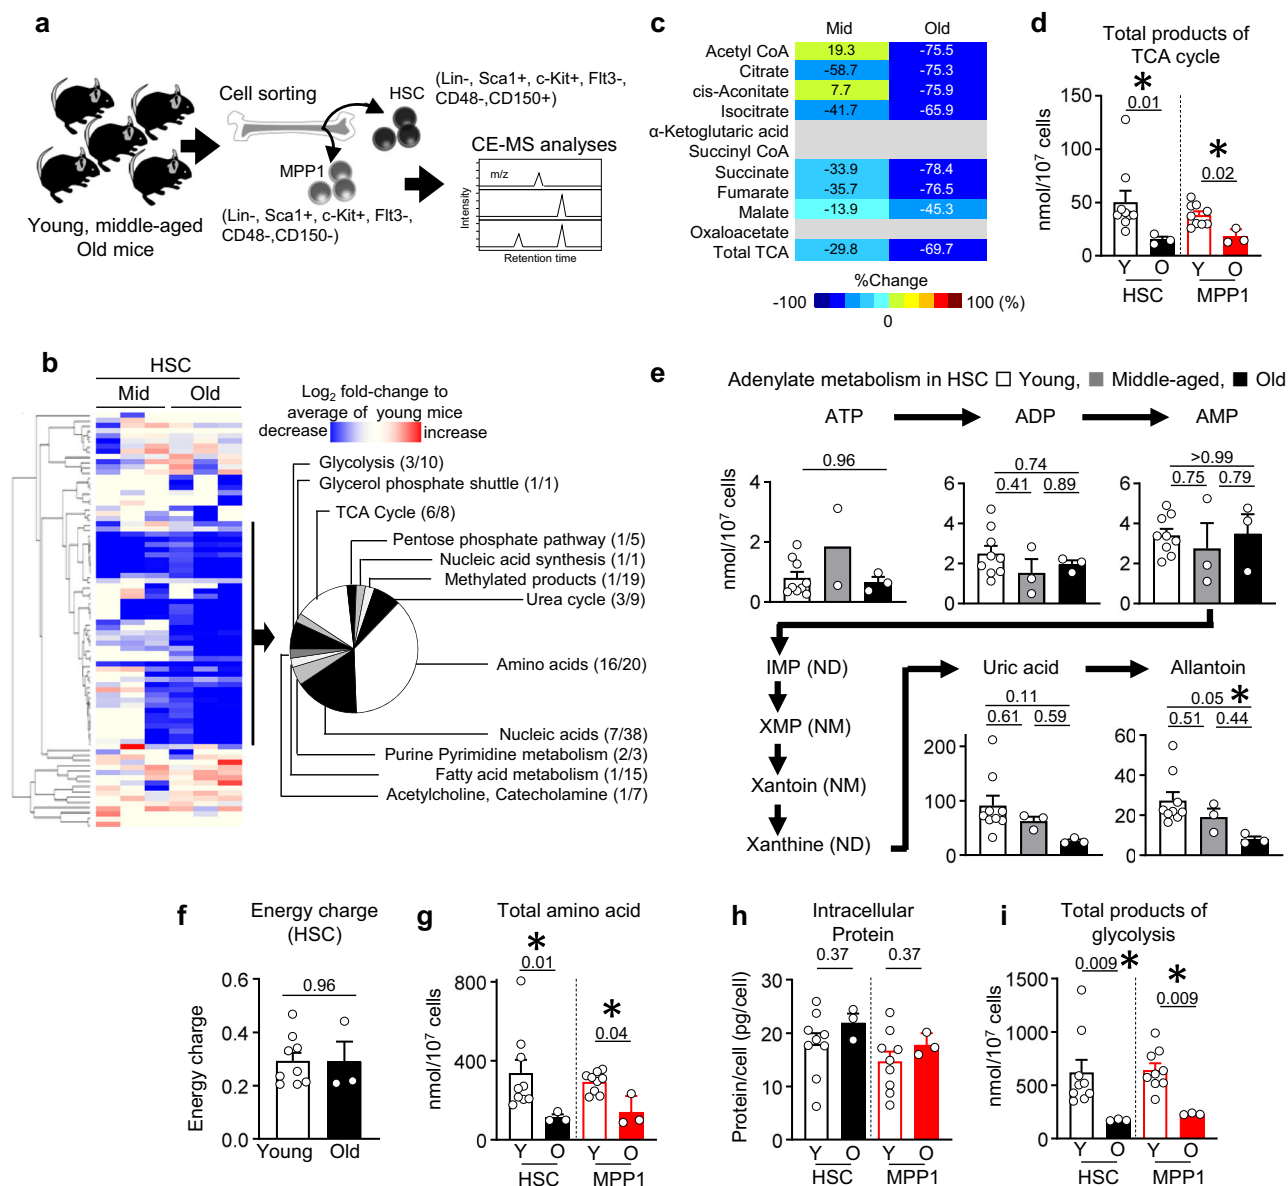 a
Young, middle-aged
Old mice
Cell sorting
HSC
(Lin-, Sca1+, c-Kit+, Flt3-,
CD48-,CD150+)
MPP1
(Lin-, Sca1+, c-Kit+, Flt3-,
CD48-,CD150-)
CE-MS analyses
m/z
Intensity
Retention time
c
Mid Old
Acetyl CoA 19.3 -75.5
Citrate -58.7 -75.3
cis-Aconitate 7.7 -75.9
Isocitrate -41.7 -65.9
α-Ketoglutaric acid
Succinyl CoA
Succinate -33.9 -78.4
Fumarate -35.7 -76.5
Malate -13.9 -45.3
Oxaloacetate
Total TCA -29.8 -69.7
%Change
-100 100 (%)
0
d
Total products of
TCA cycle
nmol/10⁷ cells
150
100
50
0
* *
0.01
0.02
Y O Y O
HSC MPP1
b
HSC
Mid Old
Log₂ fold-change to
average of young mice
decrease increase
Glycolysis (3/10)
Glycerol phosphate shuttle (1/1)
TCA Cycle (6/8)
Pentose phosphate pathway (1/5)
Nucleic acid synthesis (1/1)
Methylated products (1/19)
Urea cycle (3/9)
Amino acids (16/20)
Nucleic acids (7/38)
Purine Pyrimidine metabolism (2/3)
Fatty acid metabolism (1/15)
Acetylcholine, Catecholamine (1/7)
e
Adenylate metabolism in HSC Young, Middle-aged, Old
ATP ADP AMP
nmol/10⁷ cells
0.96
6
4
2
0
0.74
0.41 0.89
6
4
2
0
>0.99
0.75 0.79
6
4
2
0
IMP (ND)
XMP (NM)
Xantoin (NM)
Xanthine (ND)
Uric acid
0.11
0.61 0.59
200
100
0
Allantoin
0.05 *
0.51 0.44
60
40
20
0
f
Energy charge
(HSC)
Energy charge
0.6
0.4
0.2
0.0
0.96
Young Old
g
Total amino acid
nmol/10⁷ cells
800
400
0
* *
0.01
0.04
Y O Y O
HSC MPP1
h
Intracellular
Protein
Protein/cell (pg/cell)
30
20
10
0
0.37 0.37
Y O Y O
HSC MPP1
i
Total products of
glycolysis
1500
1000
500
0
0.009 * *
0.009
Y O Y O
HSC MPP1